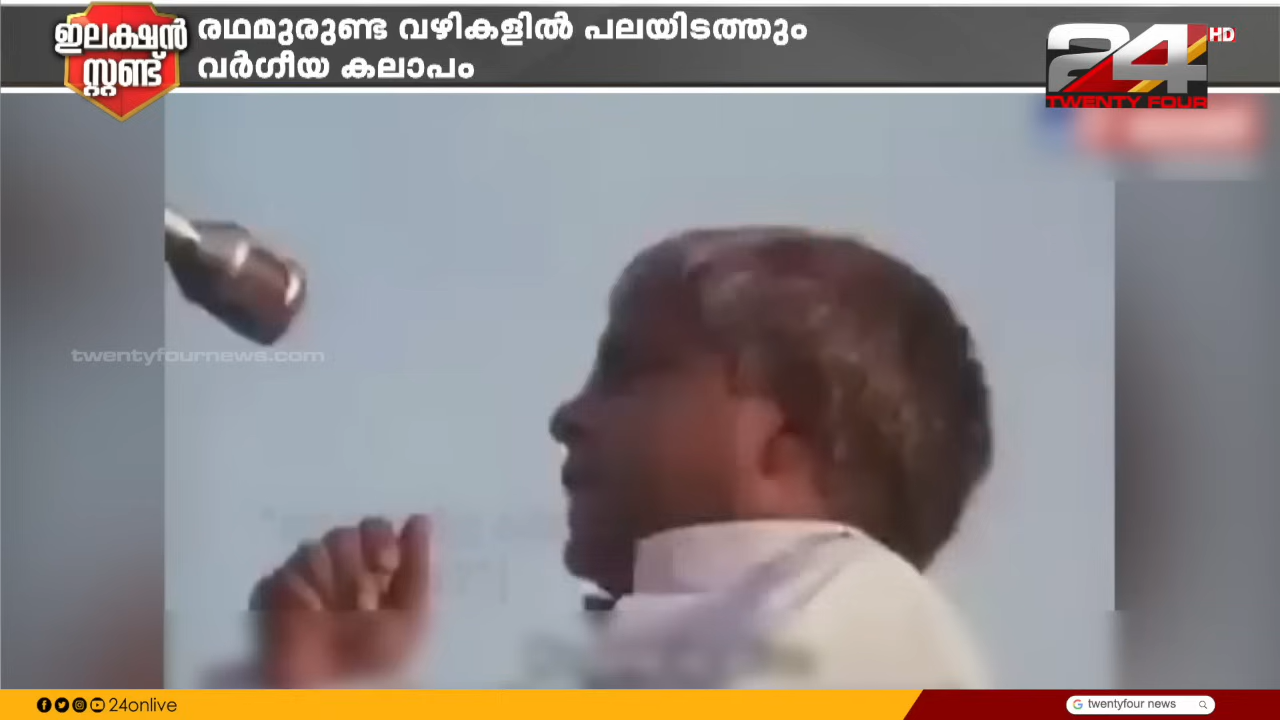 ഇലക്ഷൻ
സ്റ്റണ്ട്
രഥമുരുണ്ട വഴികളിൽ പലയിടത്തും
വർഗീയ കലാപം
24 HD
TWENTY FOUR
twentyfournews.com
24onlive
twentyfour news